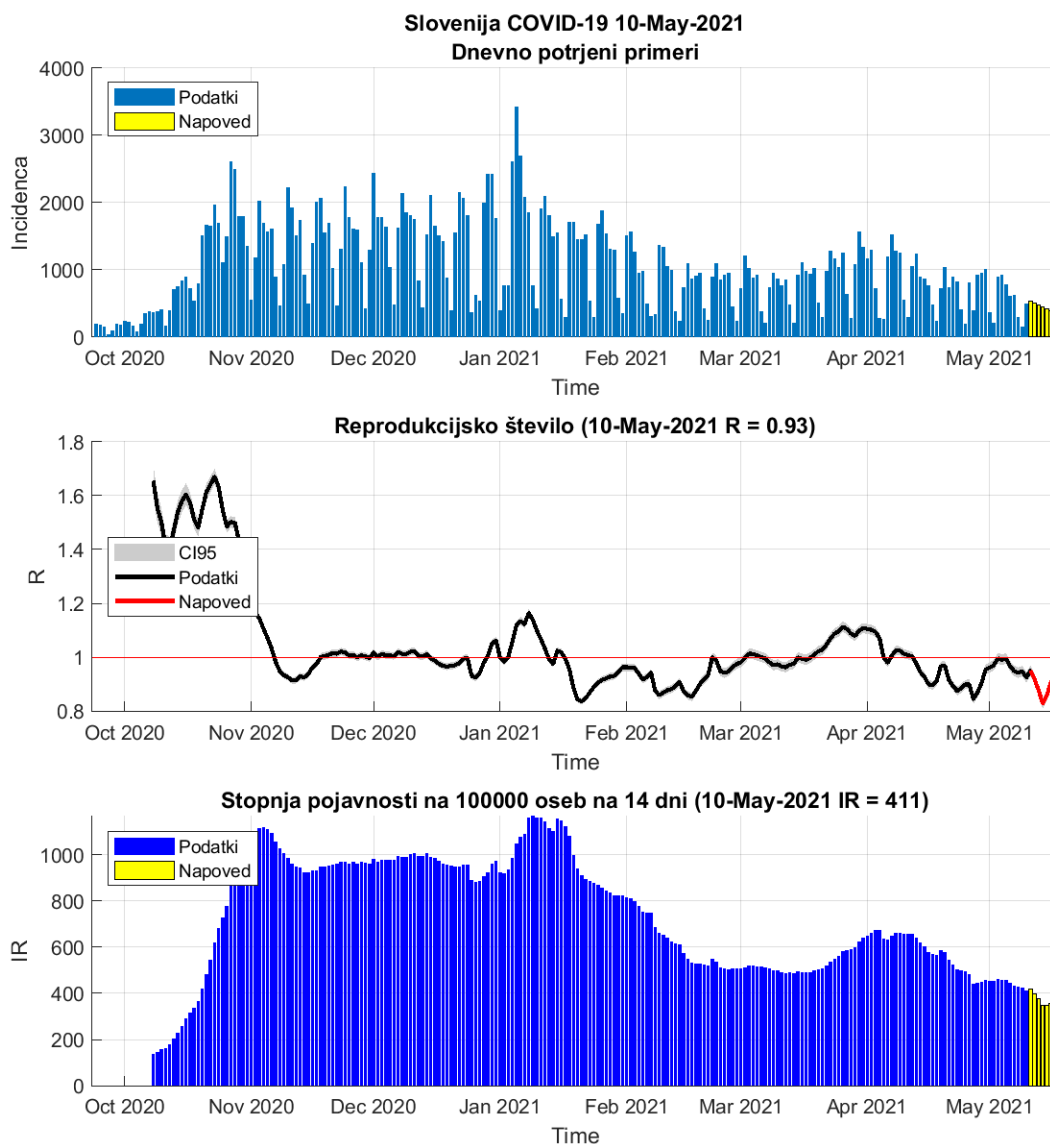 Slovenija COVID-19 10-May-2021
Dnevno potrjeni primeri
4000
3000
2000
1000
0
Incidenca
Podatki
Napoved
Oct 2020 Nov 2020 Dec 2020 Jan 2021 Feb 2021 Mar 2021 Apr 2021 May 2021
Time
Reprodukcijsko število (10-May-2021 R = 0.93)
1.8
1.6
1.4
1.2
1
0.8
R
CI95
Podatki
Napoved
Oct 2020 Nov 2020 Dec 2020 Jan 2021 Feb 2021 Mar 2021 Apr 2021 May 2021
Time
Stopnja pojavnosti na 100000 oseb na 14 dni (10-May-2021 IR = 411)
1000
800
600
400
200
0
IR
Podatki
Napoved
Oct 2020 Nov 2020 Dec 2020 Jan 2021 Feb 2021 Mar 2021 Apr 2021 May 2021
Time